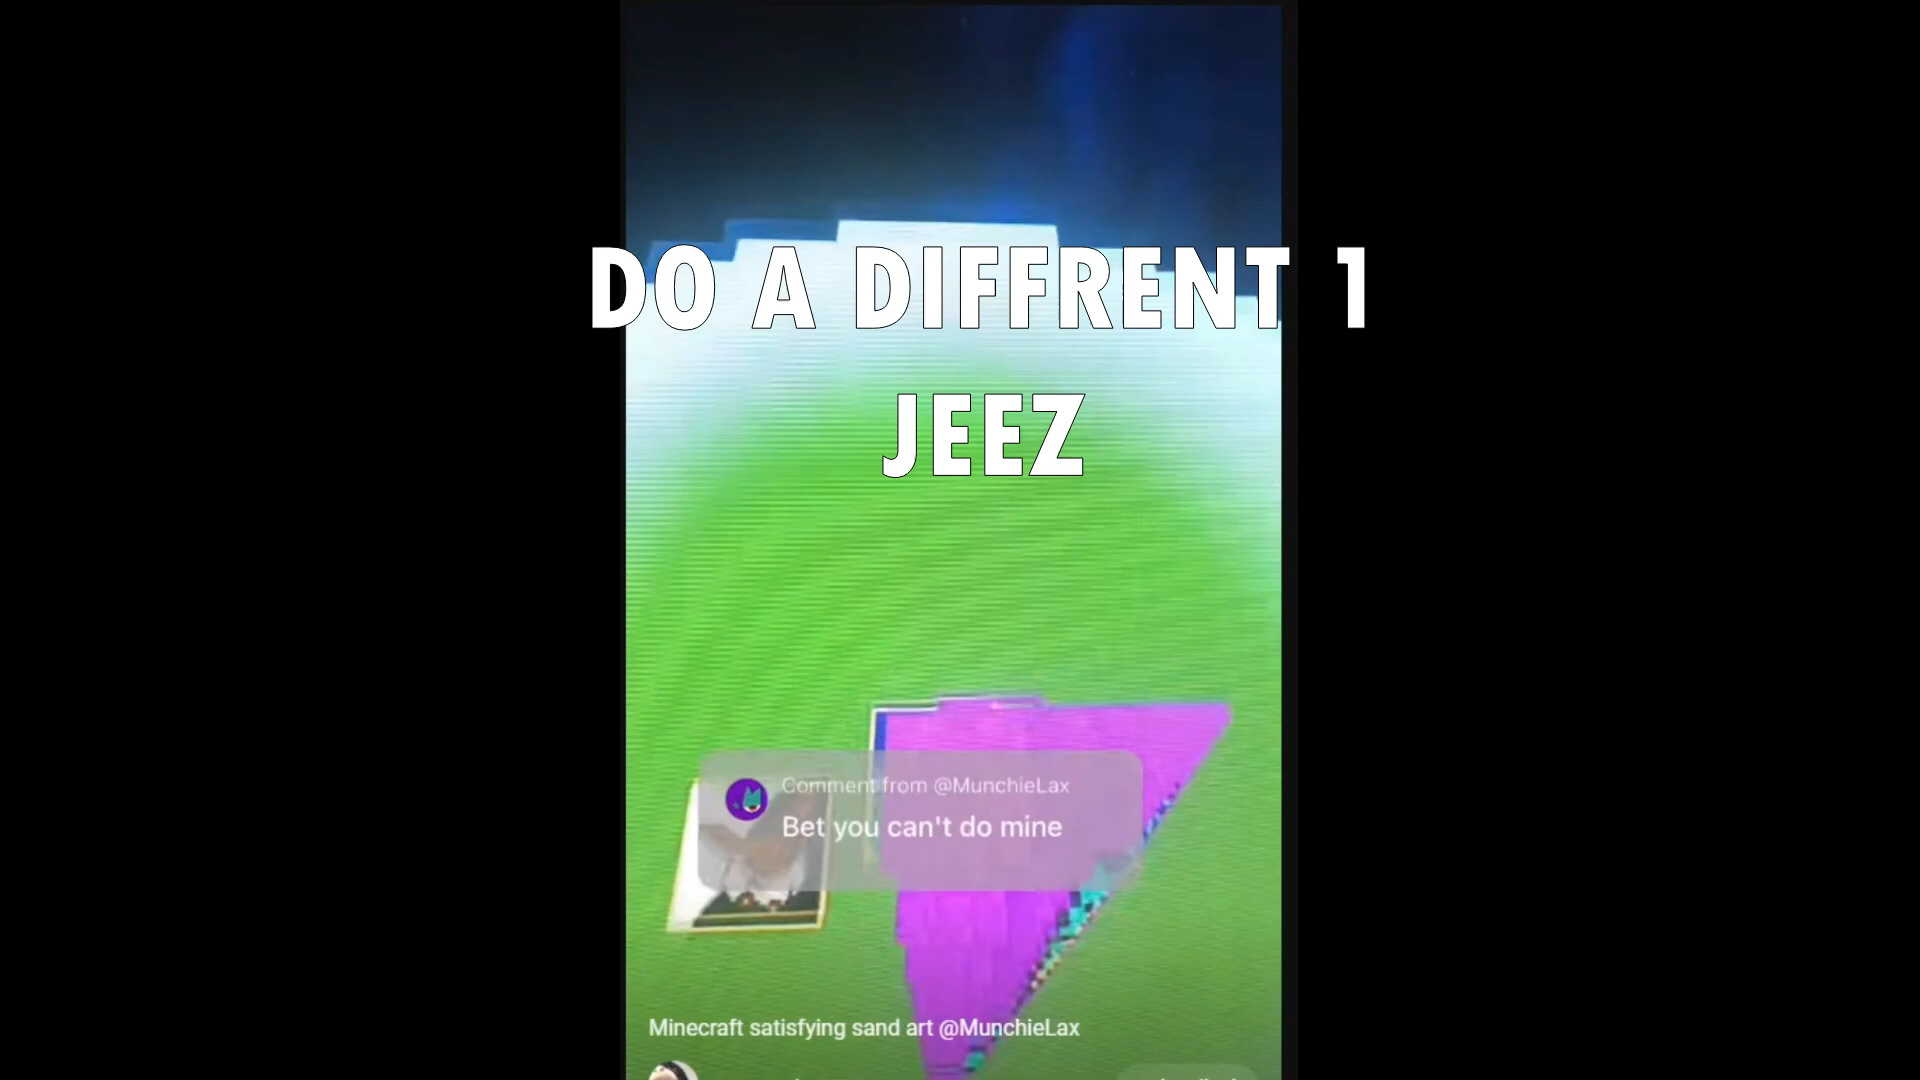 DO A DIFFRENT 1
JEEZ
Comment from @MunchieLax
Bet you can't do mine
Minecraft satisfying sand art @MunchieLax